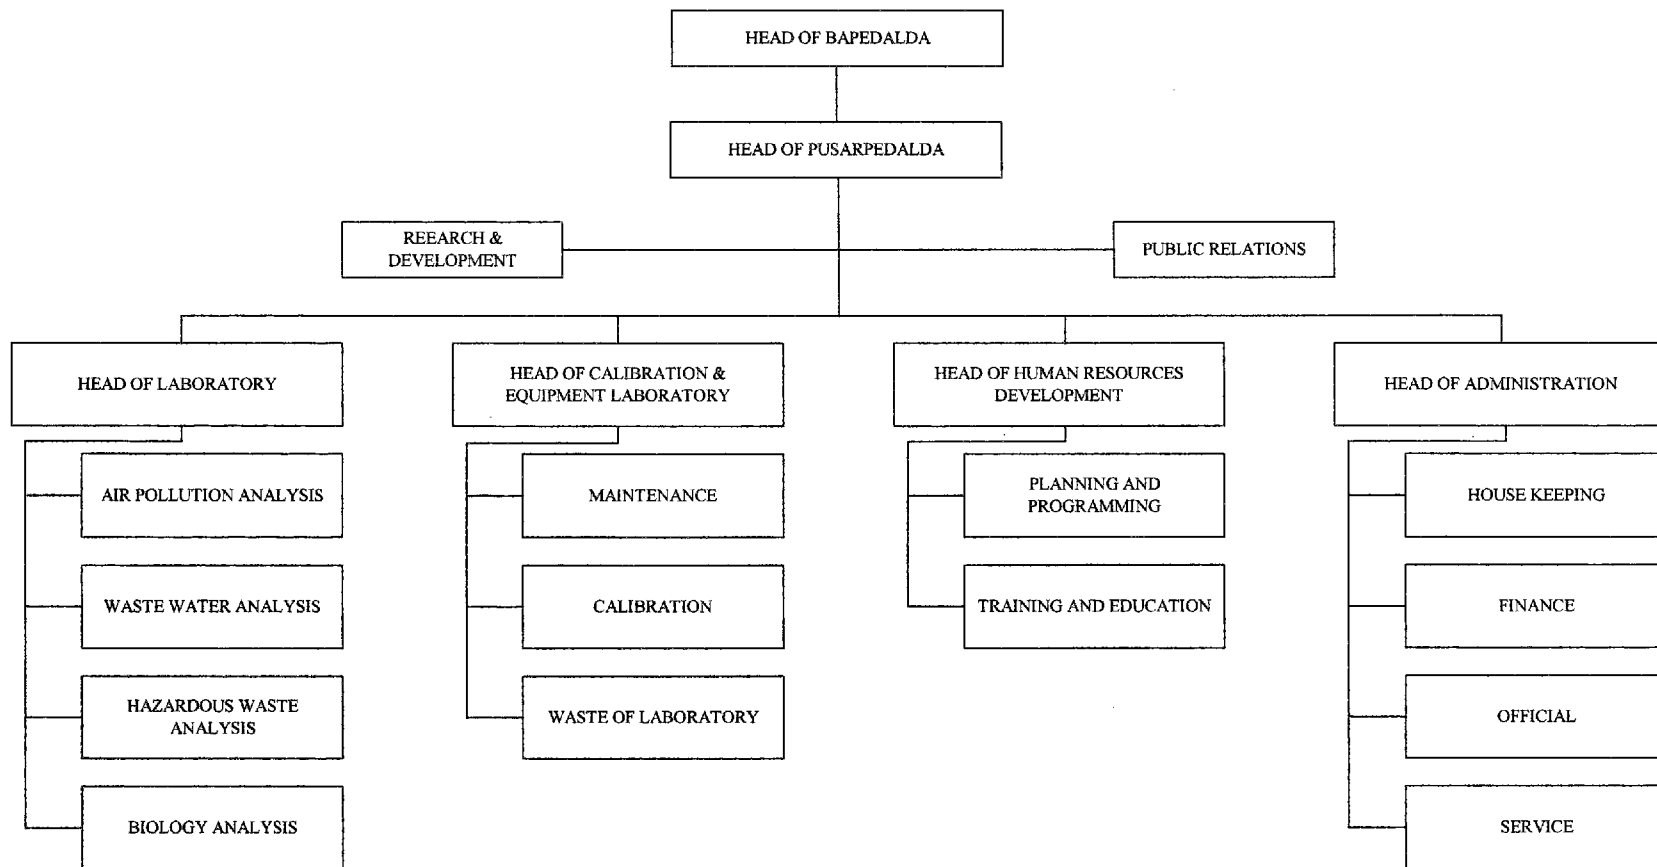 HEAD OF BAPEDALDA
HEAD OF PUSARPEDALDA
REEARCH &
DEVELOPMENT
PUBLIC RELATIONS
HEAD OF LABORATORY
HEAD OF CALIBRATION &
EQUIPMENT LABORATORY
HEAD OF HUMAN RESOURCES
DEVELOPMENT
HEAD OF ADMINISTRATION
AIR POLLUTION ANALYSIS
MAINTENANCE
PLANNING AND
PROGRAMMING
HOUSE KEEPING
WASTE WATER ANALYSIS
CALIBRATION
TRAINING AND EDUCATION
FINANCE
HAZARDOUS WASTE
ANALYSIS
WASTE OF LABORATORY
OFFICIAL
BIOLOGY ANALYSIS
SERVICE